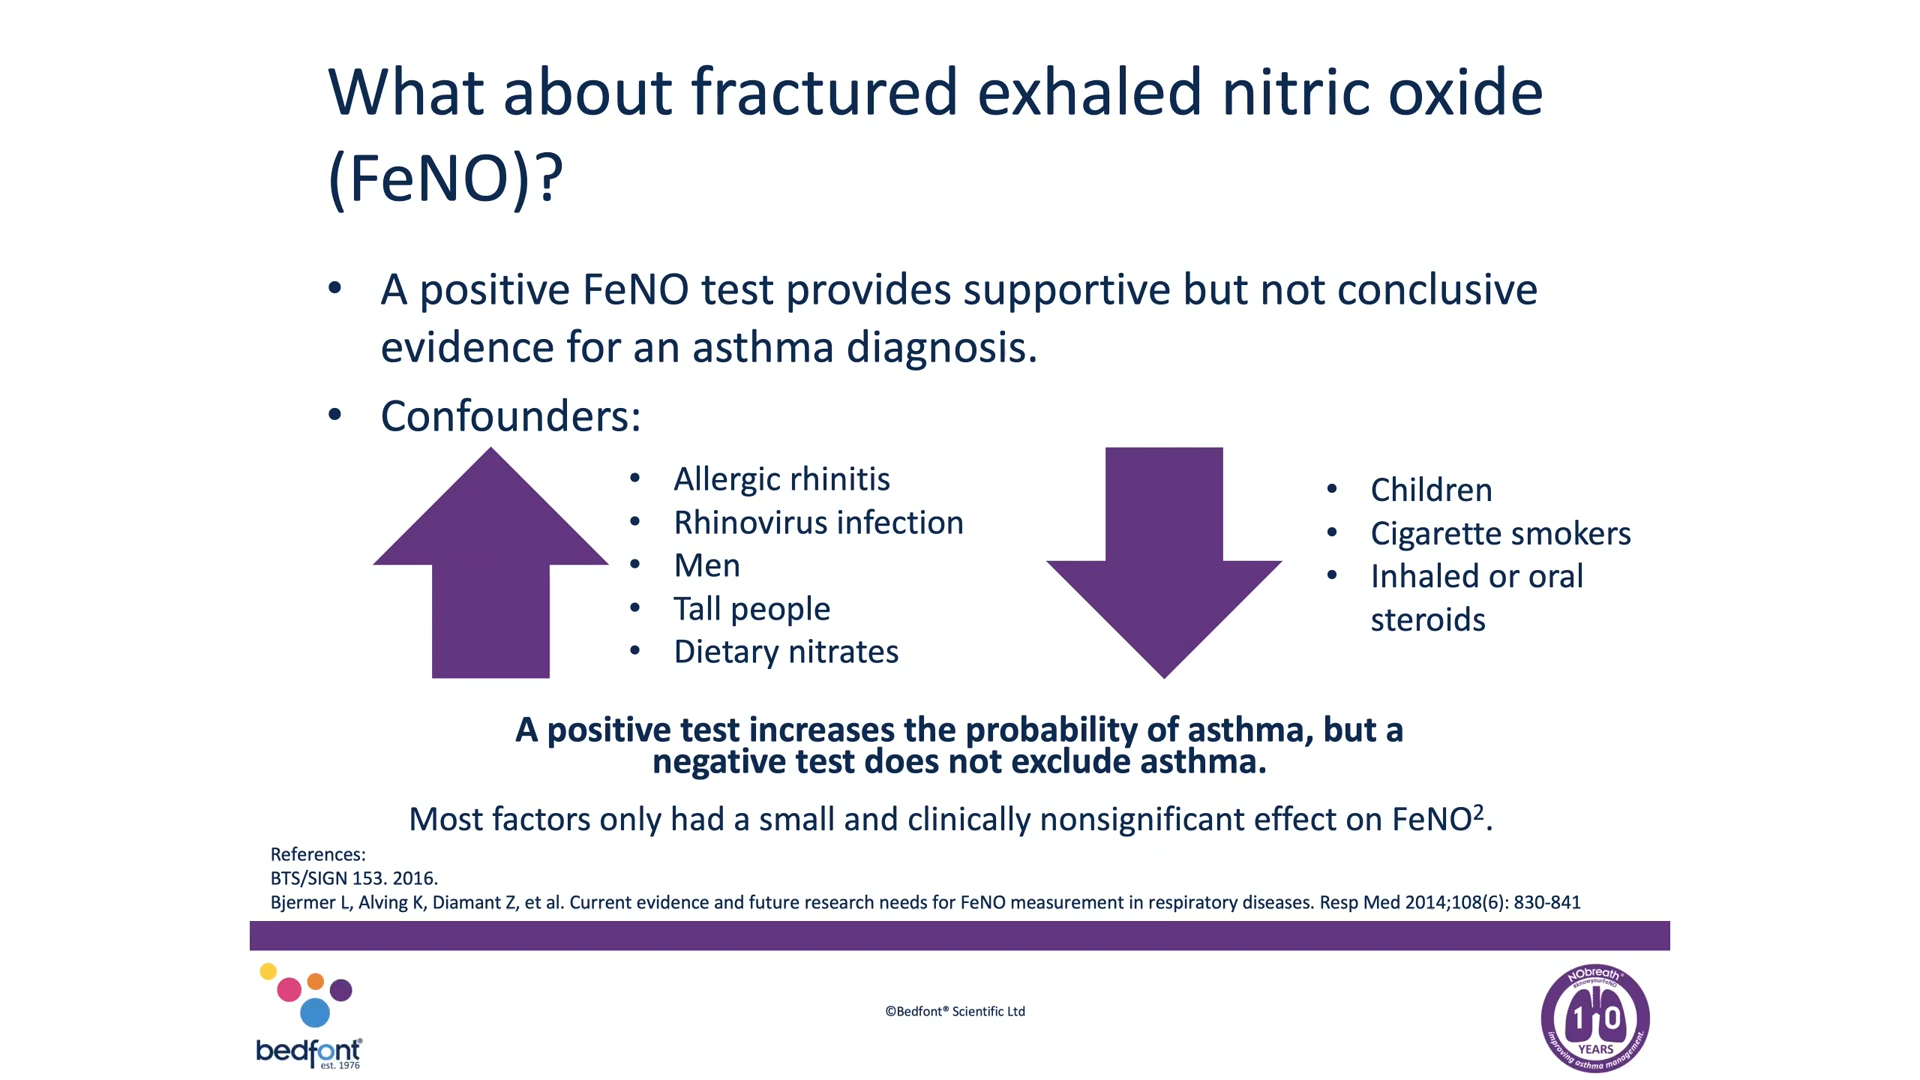 What about fractured exhaled nitric oxide
(FeNO)?
• A positive FeNO test provides supportive but not conclusive
evidence for an asthma diagnosis.
• Confounders:
• Allergic rhinitis
• Rhinovirus infection
• Men
• Tall people
• Dietary nitrates
• Children
• Cigarette smokers
• Inhaled or oral
steroids
A positive test increases the probability of asthma, but a
negative test does not exclude asthma.
Most factors only had a small and clinically nonsignificant effect on FeNO².
References:
BTS/SIGN 153. 2016.
Bjermer L, Alving K, Diamant Z, et al. Current evidence and future research needs for FeNO measurement in respiratory diseases. Resp Med 2014;108(6): 830-841
bedfont®
est. 1976
©Bedfont® Scientific Ltd
NObreath®
#knowyourFeNO
10
YEARS
improving asthma management.